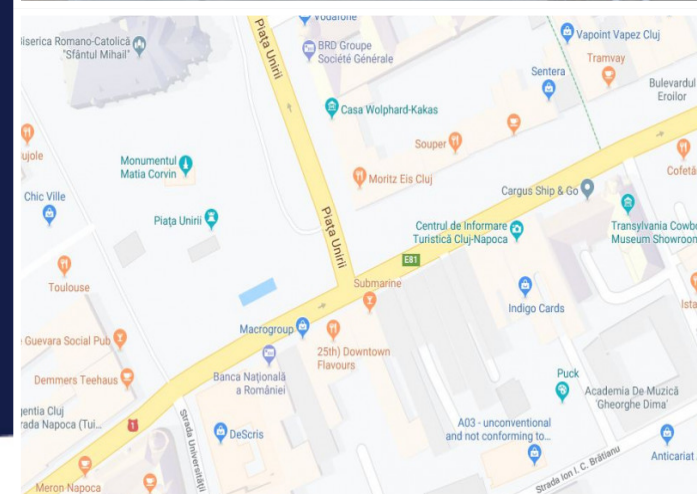 Vodafone
Piața Unirii
BRD Groupe
Société Générale
Vapoint Vapez Cluj
Tramvay
Sentera
Bulevardul
Eroilor
Biserica Romano-Catolică
"Sfântul Mihail"
Casa Wolphard-Kakas
Souper
ujole
Monumentul
Matia Corvin
Moritz Eis Cluj
Cofetă
Chic Ville
Cargus Ship & Go
Piața Unirii
Piața Unirii
Centrul de Informare
Turistică Cluj-Napoca
Transylvania Cowbo
Museum Showroom
E81
Toulouse
Submarine
Indigo Cards
Ista
Macrogroup
Guevara Social Pub
25th) Downtown
Flavours
Banca Națională
a României
Demmers Teehaus
Puck
Academia De Muzică
'Gheorghe Dima'
gentia Cluj
rada Napoca (Tui...
1
Strada Universității
DeScris
A03 - unconventional
and not conforming to...
Anticariat
Strada Ion I. C. Brătianu
Meron Napoca